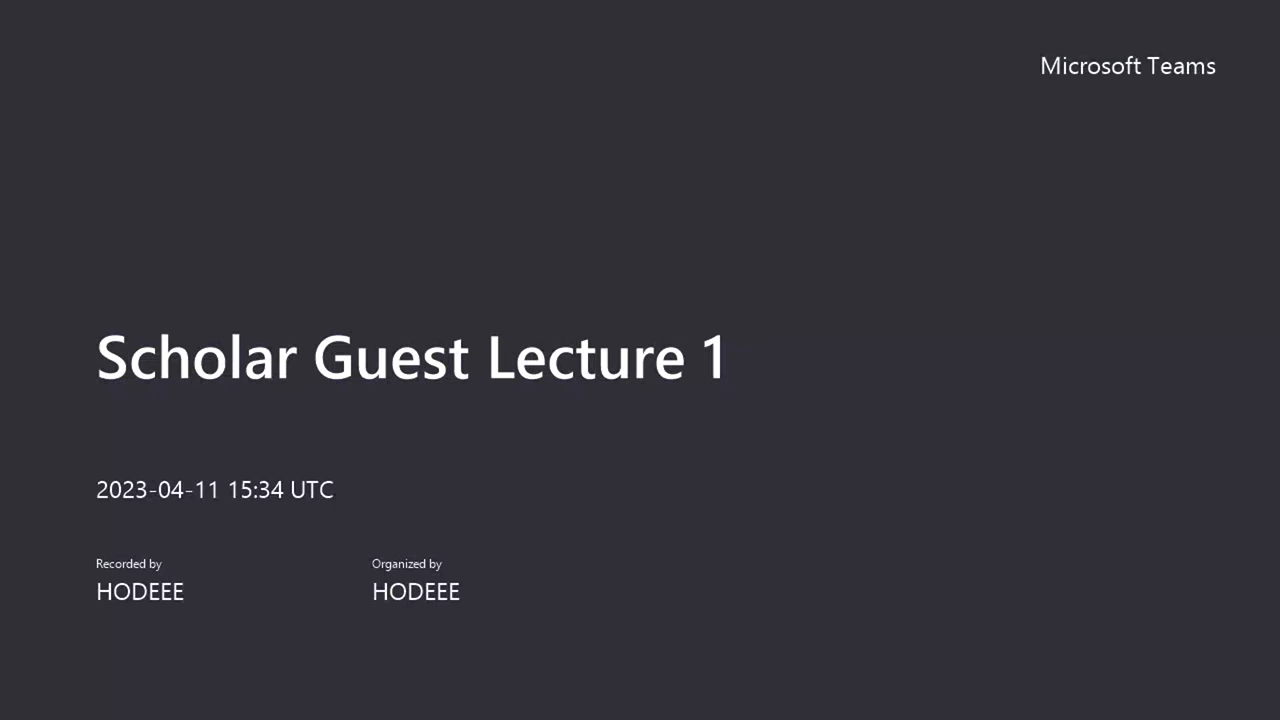 Microsoft Teams
Scholar Guest Lecture 1
2023-04-11 15:34 UTC
Recorded by
HODEEE
Organized by
HODEEE